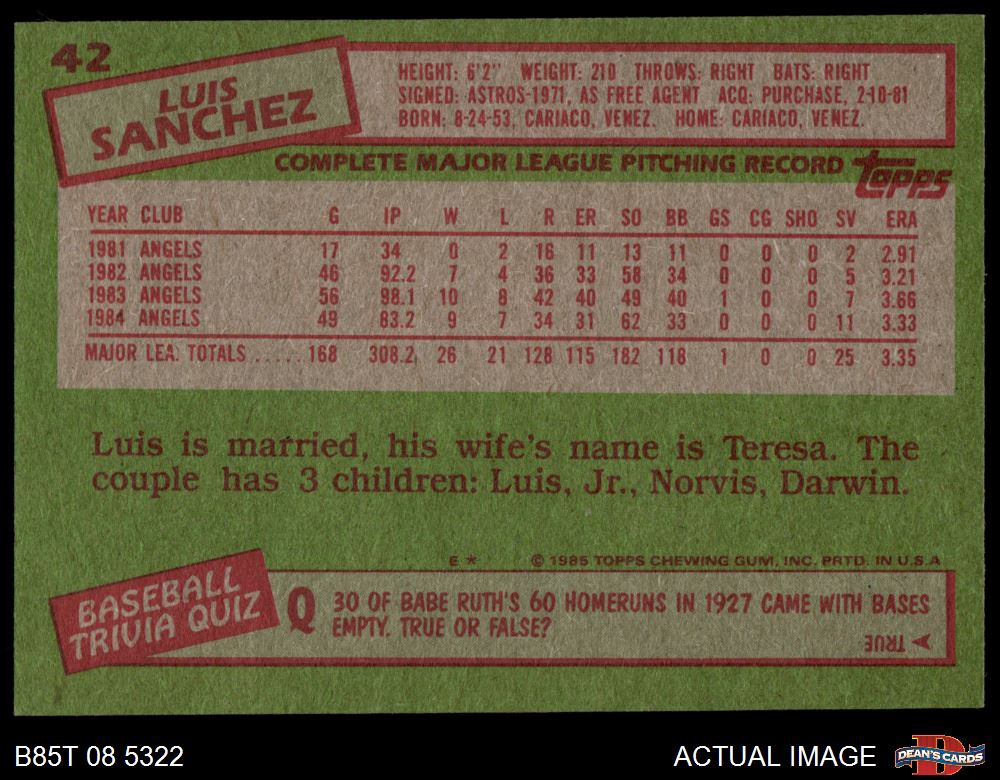 42
LUIS
SANCHEZ
HEIGHT: 6'2" WEIGHT: 210 THROWS: RIGHT BATS: RIGHT
SIGNED: ASTROS-1971, AS FREE AGENT ACQ: PURCHASE, 2-10-81
BORN: 8-24-53, CARIACO, VENEZ. HOME: CARIACO, VENEZ.
COMPLETE MAJOR LEAGUE PITCHING RECORD
Topps
YEAR CLUB G IP W L R ER SO BB GS CG SHO SV ERA
1981 ANGELS 17 34 0 2 16 11 13 11 0 0 0 2 2.91
1982 ANGELS 46 92.2 7 4 36 33 58 34 0 0 0 5 3.21
1983 ANGELS 56 98.1 10 8 42 40 49 40 1 0 0 7 3.66
1984 ANGELS 49 83.2 9 7 34 31 62 33 0 0 0 11 3.33
MAJOR LEA. TOTALS ..... 168 308.2 26 21 128 115 182 118 1 0 0 25 3.35
Luis is married, his wife's name is Teresa. The
couple has 3 children: Luis, Jr., Norvis, Darwin.
E * © 1985 TOPPS CHEWING GUM, INC. PRTD. IN U.S.A
BASEBALL
TRIVIA QUIZ
Q 30 OF BABE RUTH'S 60 HOMERUNS IN 1927 CAME WITH BASES
EMPTY. TRUE OR FALSE?
TRUE
B85T 08 5322
ACTUAL IMAGE
DEAN'S CARDS